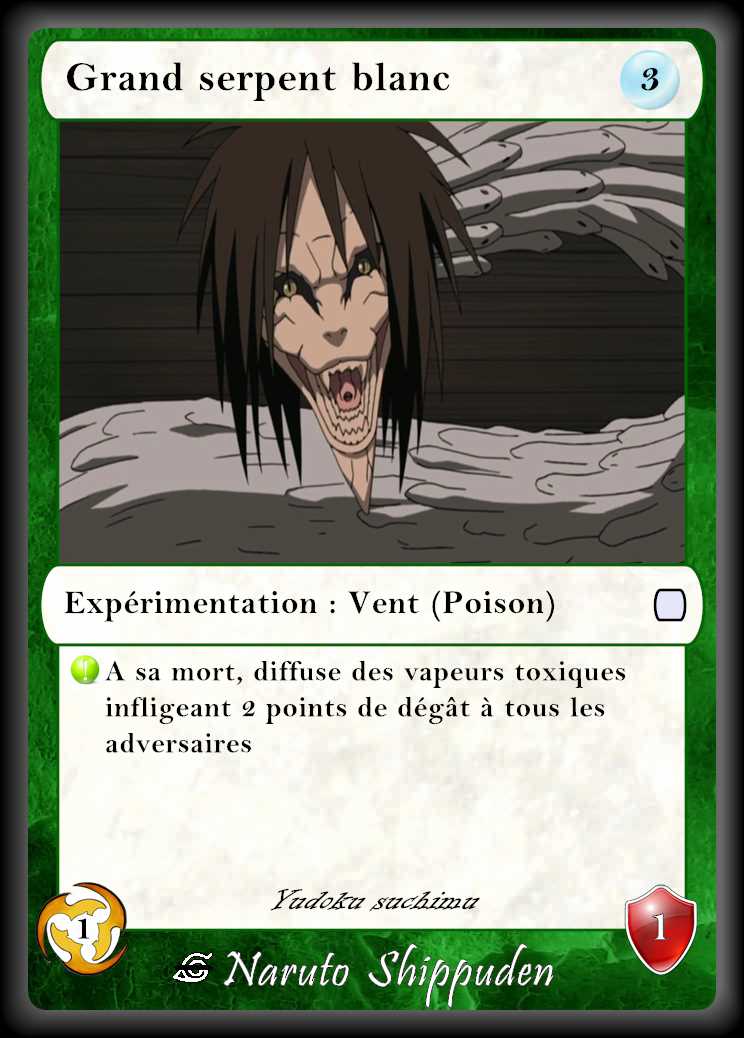 Grand serpent blanc
3
Expérimentation : Vent (Poison)
! A sa mort, diffuse des vapeurs toxiques
infligeant 2 points de dégât à tous les
adversaires
Yudoku suchimu
1
1
Naruto Shippuden